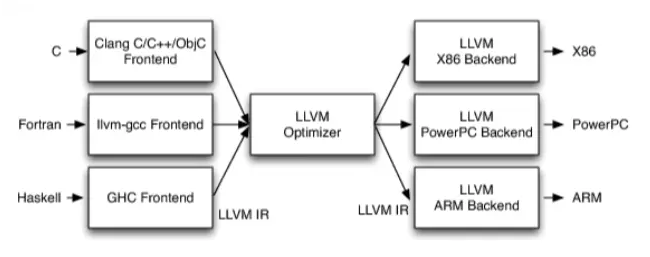 C
Clang C/C++/ObjC
Frontend
LLVM
X86 Backend
X86
Fortran
llvm-gcc Frontend
LLVM
Optimizer
LLVM
PowerPC Backend
PowerPC
Haskell
GHC Frontend
LLVM IR
LLVM IR
LLVM
ARM Backend
ARM